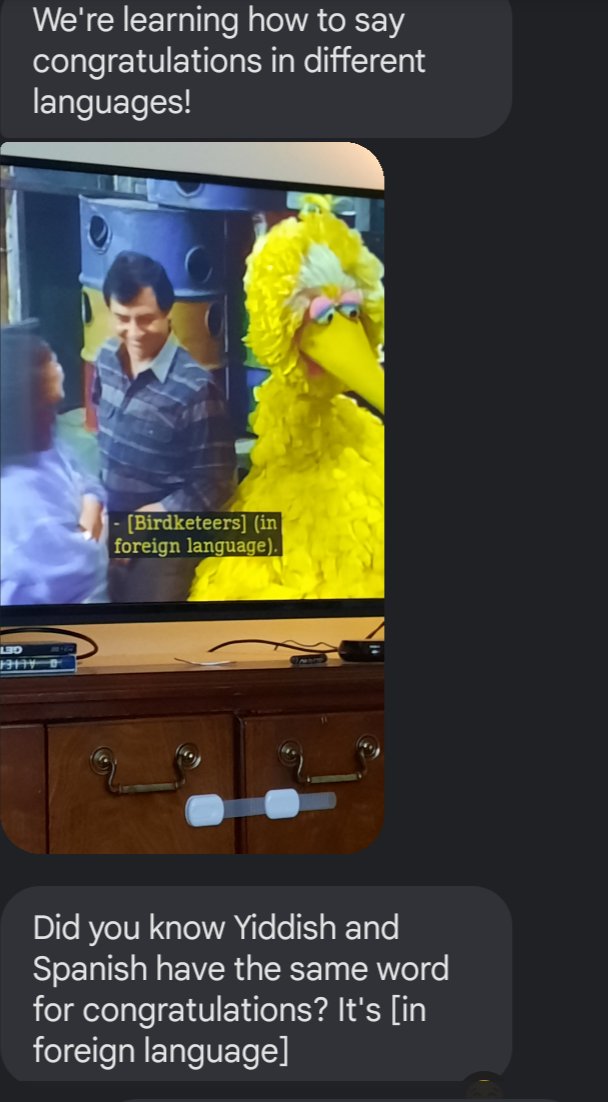 We're learning how to say
congratulations in different
languages!
- [Birdketeers] (in
foreign language).
Did you know Yiddish and
Spanish have the same word
for congratulations? It's [in
foreign language]